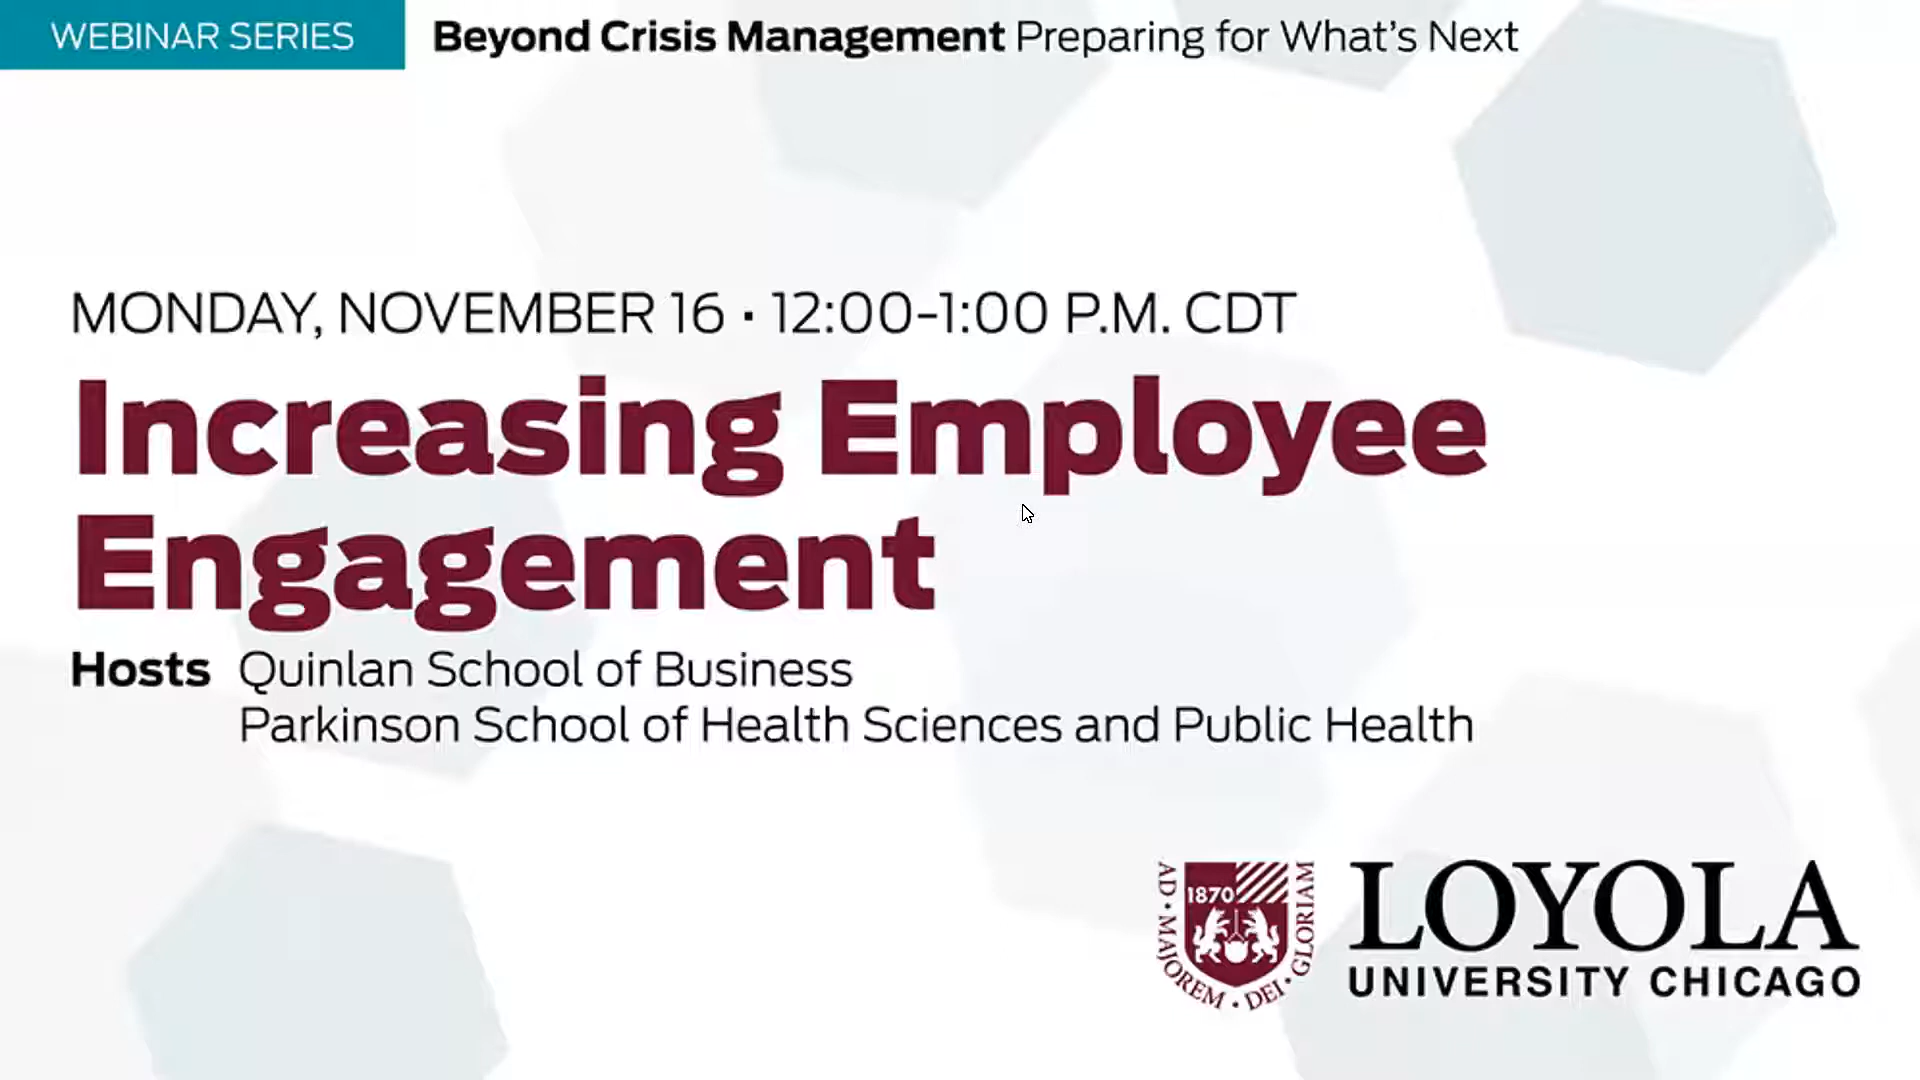 WEBINAR SERIES
Beyond Crisis Management Preparing for What's Next
MONDAY, NOVEMBER 16 • 12:00-1:00 P.M. CDT
Increasing Employee
Engagement
Hosts Quinlan School of Business
Parkinson School of Health Sciences and Public Health
1870
AD • MAJOREM • DEI • GLORIAM
LOYOLA
UNIVERSITY CHICAGO